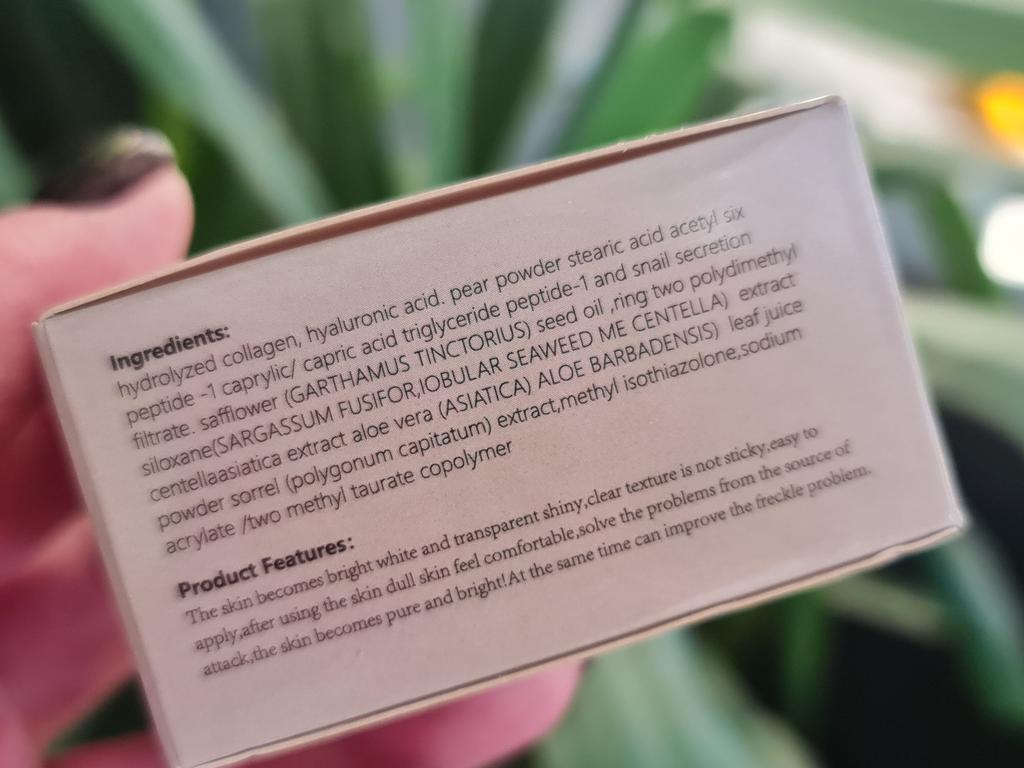 Ingredients:
hydrolyzed collagen, hyaluronic acid. pear powder stearic acid acetyl six
peptide -1 caprylic/ capric acid triglyceride peptide-1 and snail secretion
filtrate. safflower (GARTHAMUS TINCTORIUS) seed oil ,ring two polydimethyl
siloxane(SARGASSUM FUSIFOR,IOBULAR SEAWEED ME CENTELLA) extract
centellaasiatica extract aloe vera (ASIATICA) ALOE BARBADENSIS) leaf juice
powder sorrel (polygonum capitatum) extract,methyl isothiazolone,sodium
acrylate /two methyl taurate copolymer
Product Features:
The skin becomes bright white and transparent shiny,clear texture is not sticky,easy to
apply,after using the skin dull skin feel comfortable,solve the problems from the source of
attack,the skin becomes pure and bright!At the same time can improve the freckle problem.